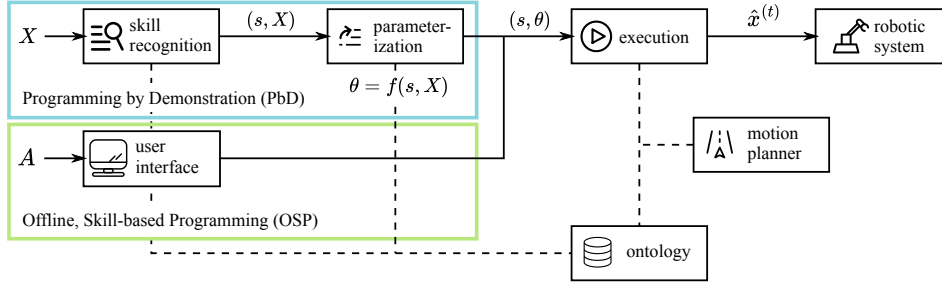 X
skill
recognition
(s, X)
parameter-
ization
(s, θ)
execution
x̂^(t)
robotic
system
θ = f(s, X)
Programming by Demonstration (PbD)
A
user
interface
motion
planner
Offline, Skill-based Programming (OSP)
ontology